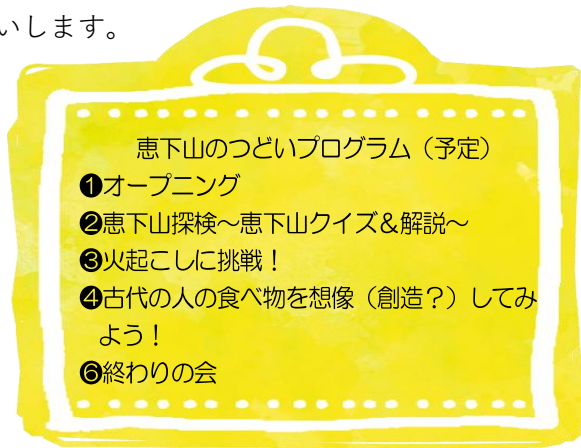 いします。
恵下山のつどいプログラム（予定）
❶オープニング
❷恵下山探検～恵下山クイズ＆解説～
❸火起こしに挑戦！
❹古代の人の食べ物を想像（創造？）してみ
よう！
❻終わりの会